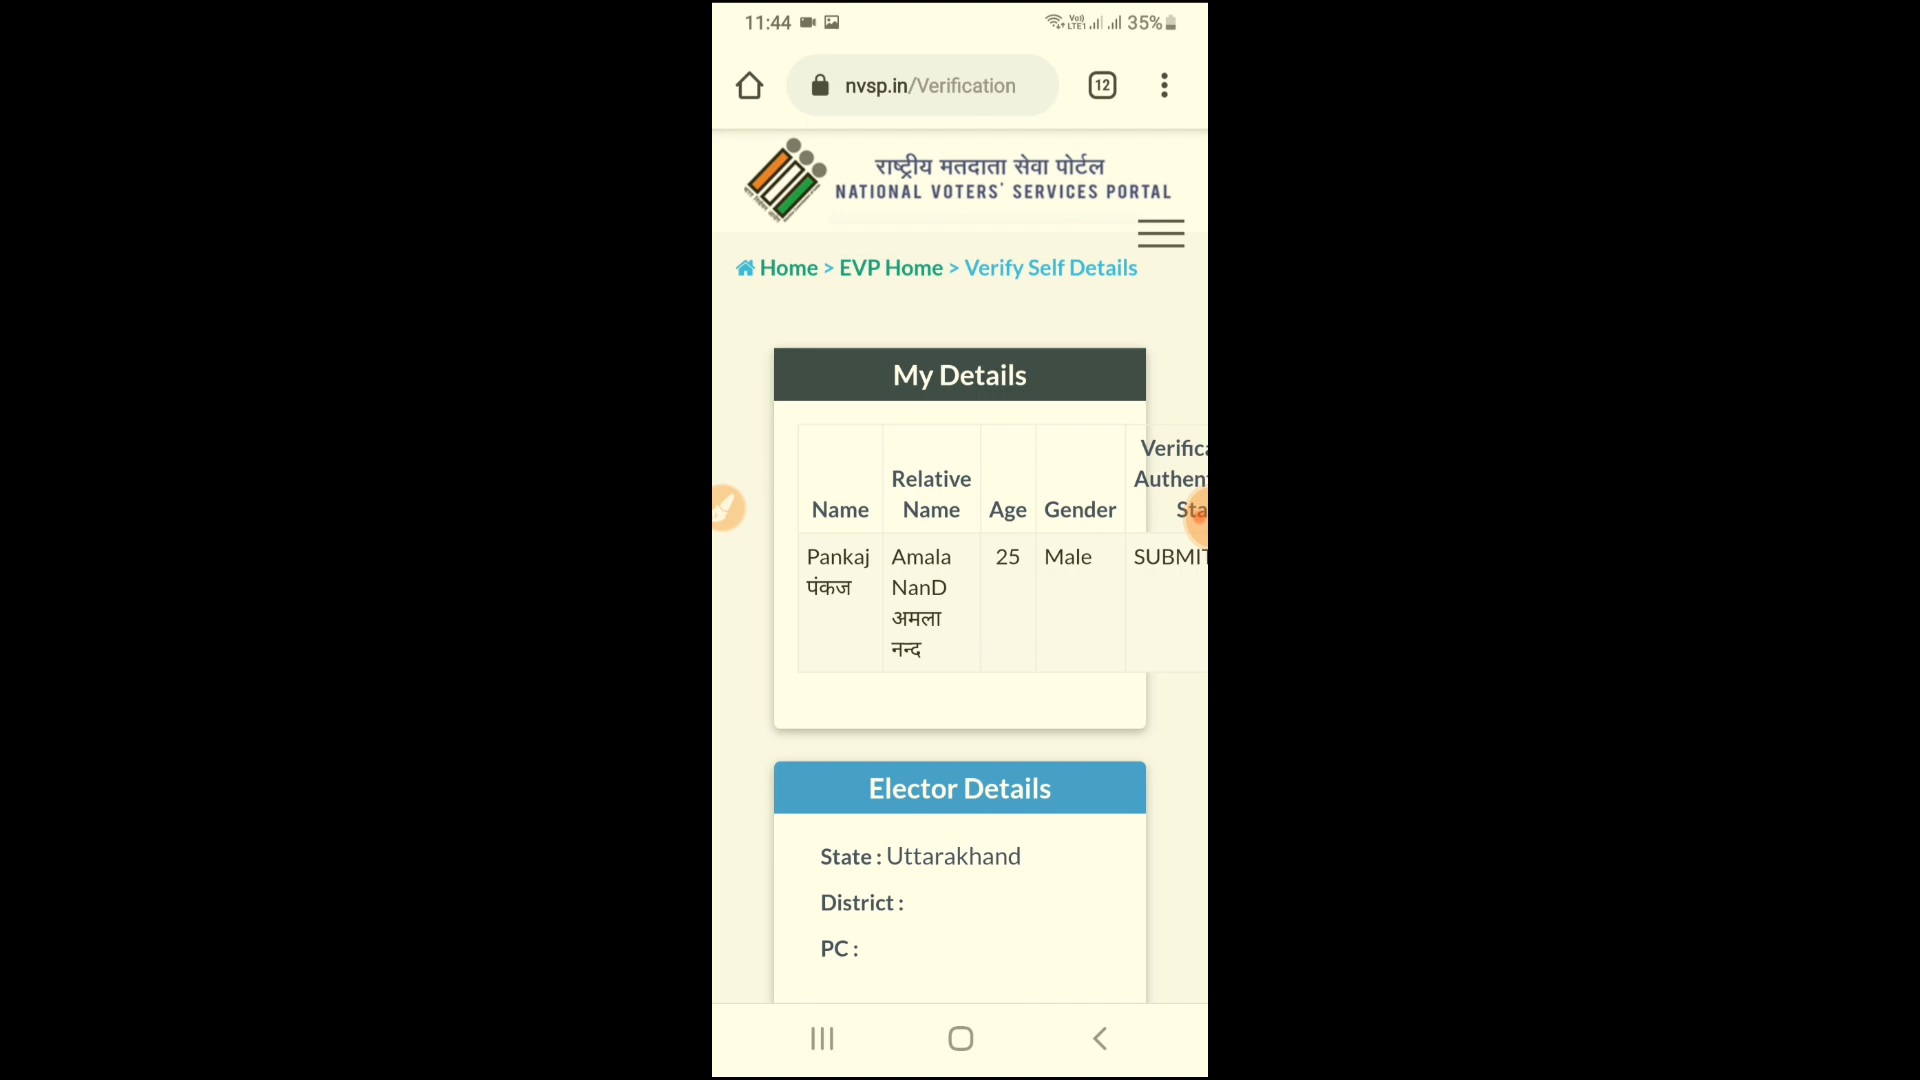 11:44 35%
nvsp.in/Verification 12
राष्ट्रीय मतदाता सेवा पोर्टल
NATIONAL VOTERS' SERVICES PORTAL
Home > EVP Home > Verify Self Details
My Details
Name Relative Name Age Gender
Pankaj पंकज Amala NanD अमला नन्द 25 Male
Elector Details
State : Uttarakhand
District :
PC :